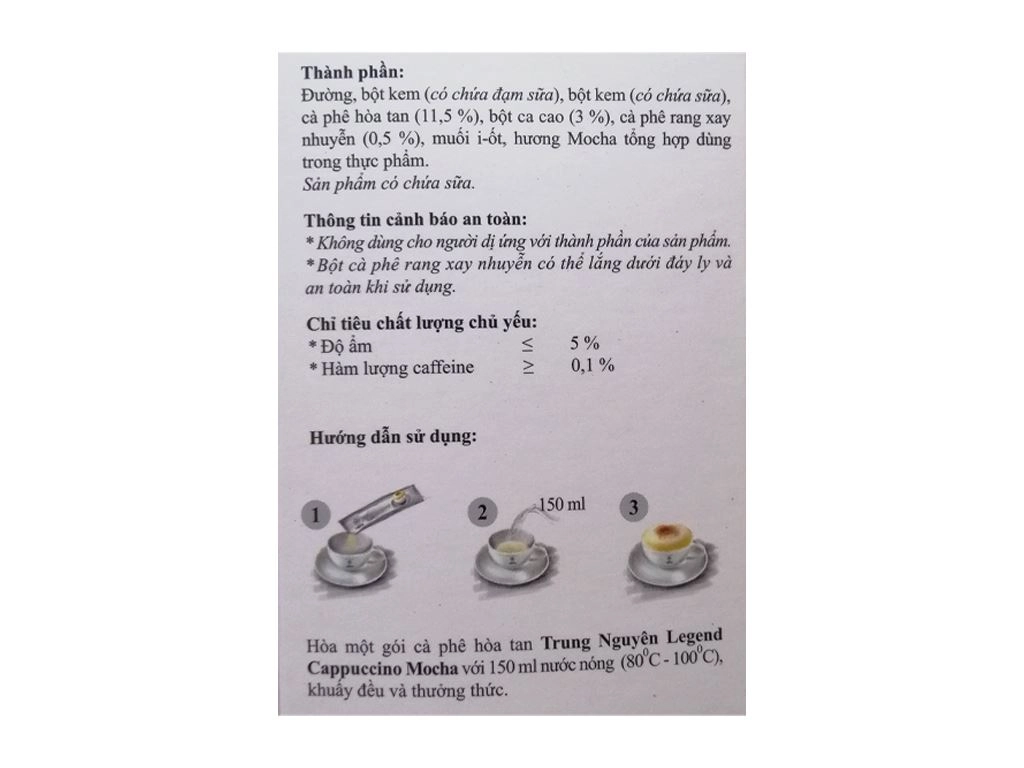 Thành phần:
Đường, bột kem (có chứa đạm sữa), bột kem (có chứa sữa),
cà phê hòa tan (11,5 %), bột ca cao (3 %), cà phê rang xay
nhuyễn (0,5 %), muối i-ốt, hương Mocha tổng hợp dùng
trong thực phẩm.
Sản phẩm có chứa sữa.
Thông tin cảnh báo an toàn:
* Không dùng cho người dị ứng với thành phần của sản phẩm.
* Bột cà phê rang xay nhuyễn có thể lắng dưới đáy ly và
an toàn khi sử dụng.
Chỉ tiêu chất lượng chủ yếu:
* Độ ẩm ≤ 5 %
* Hàm lượng caffeine ≥ 0,1 %
Hướng dẫn sử dụng:
1 2 150 ml 3
Hòa một gói cà phê hòa tan Trung Nguyên Legend
Cappuccino Mocha với 150 ml nước nóng (80⁰C - 100⁰C),
khuấy đều và thưởng thức.